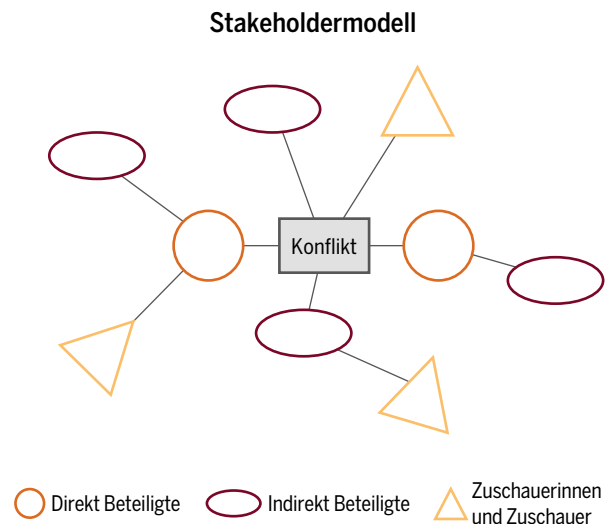 Stakeholdermodell
Konflikt
Direkt Beteiligte
Indirekt Beteiligte
Zuschauerinnen
und Zuschauer